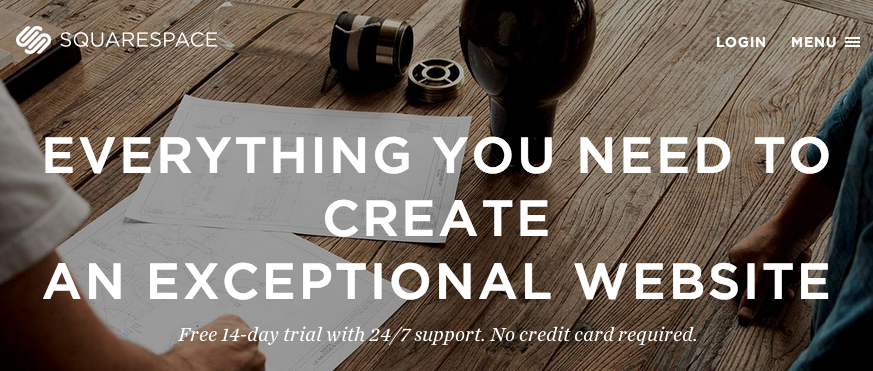 SQUARESPACE
LOGIN MENU
EVERYTHING YOU NEED TO
CREATE
AN EXCEPTIONAL WEBSITE
Free 14-day trial with 24/7 support. No credit card required.